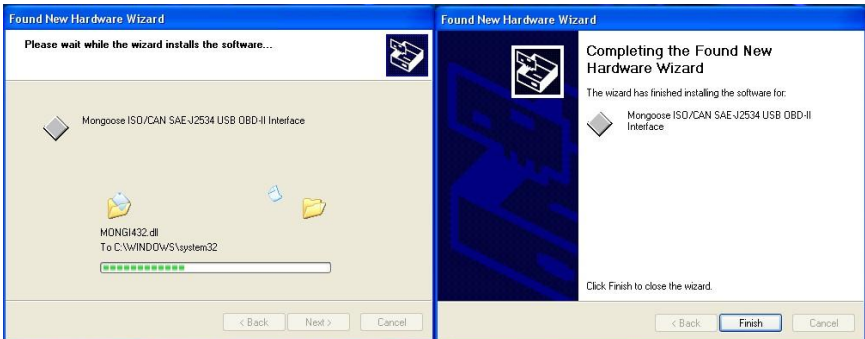 Found New Hardware Wizard
Please wait while the wizard installs the software...
Mongoose ISO/CAN SAE-J2534 USB OBD-II Interface
MONGI432.dll
To C:\WINDOWS\system32
< Back Next > Cancel
Found New Hardware Wizard
Completing the Found New
Hardware Wizard
The wizard has finished installing the software for:
Mongoose ISO/CAN SAE-J2534 USB OBD-II
Interface
Click Finish to close the wizard.
< Back Finish Cancel